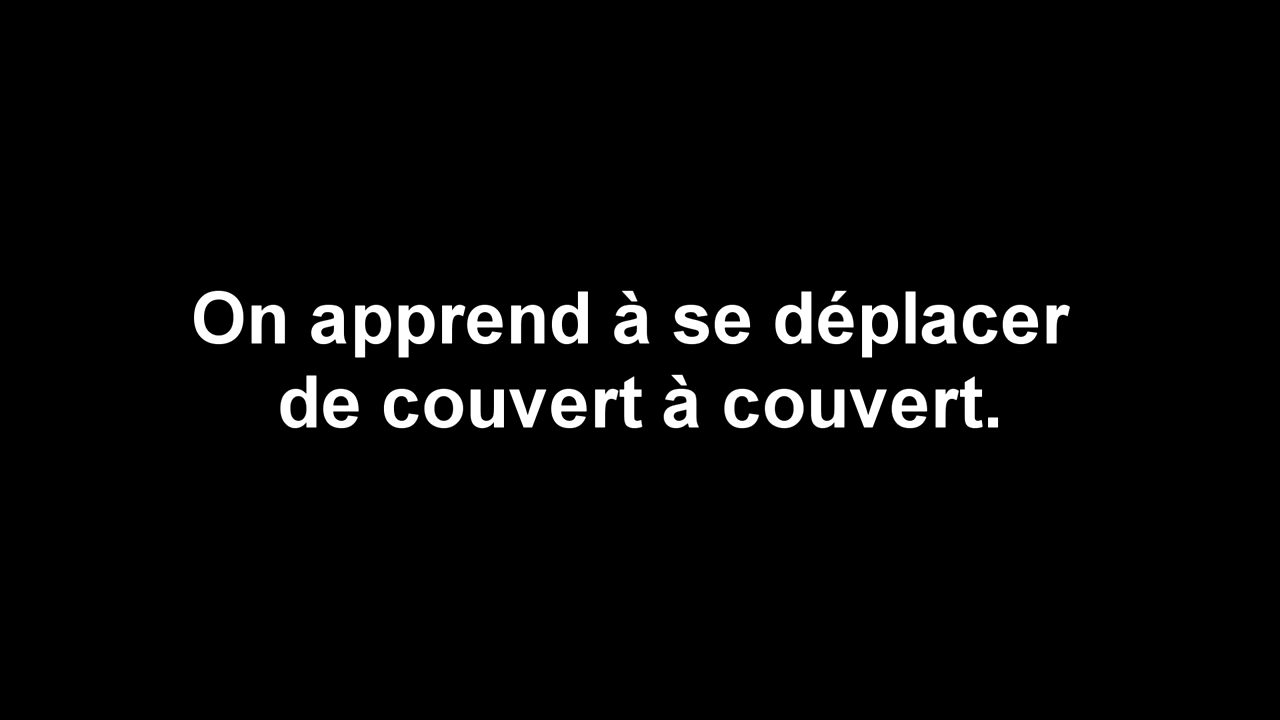 On apprend à se déplacer
de couvert à couvert.